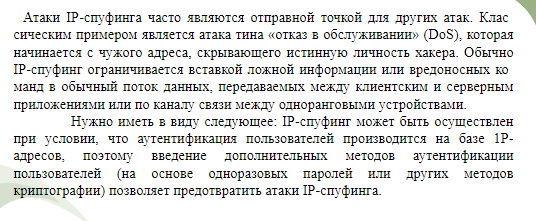 Атаки IP-спуфинга часто являются отправной точкой для других атак. Клас
сическим примером является атака тина «отказ в обслуживании» (DoS), которая
начинается с чужого адреса, скрывающего истинную личность хакера. Обычно
IP-спуфинг ограничивается вставкой ложной информации или вредоносных ко
манд в обычный поток данных, передаваемых между клиентским и серверным
приложениями или по каналу связи между одноранговыми устройствами.
Нужно иметь в виду следующее: IP-спуфинг может быть осуществлен
при условии, что аутентификация пользователей производится на базе 1Р-
адресов, поэтому введение дополнительных методов аутентификации
пользователей (на основе одноразовых паролей или других методов
криптографии) позволяет предотвратить атаки IP-спуфинга.